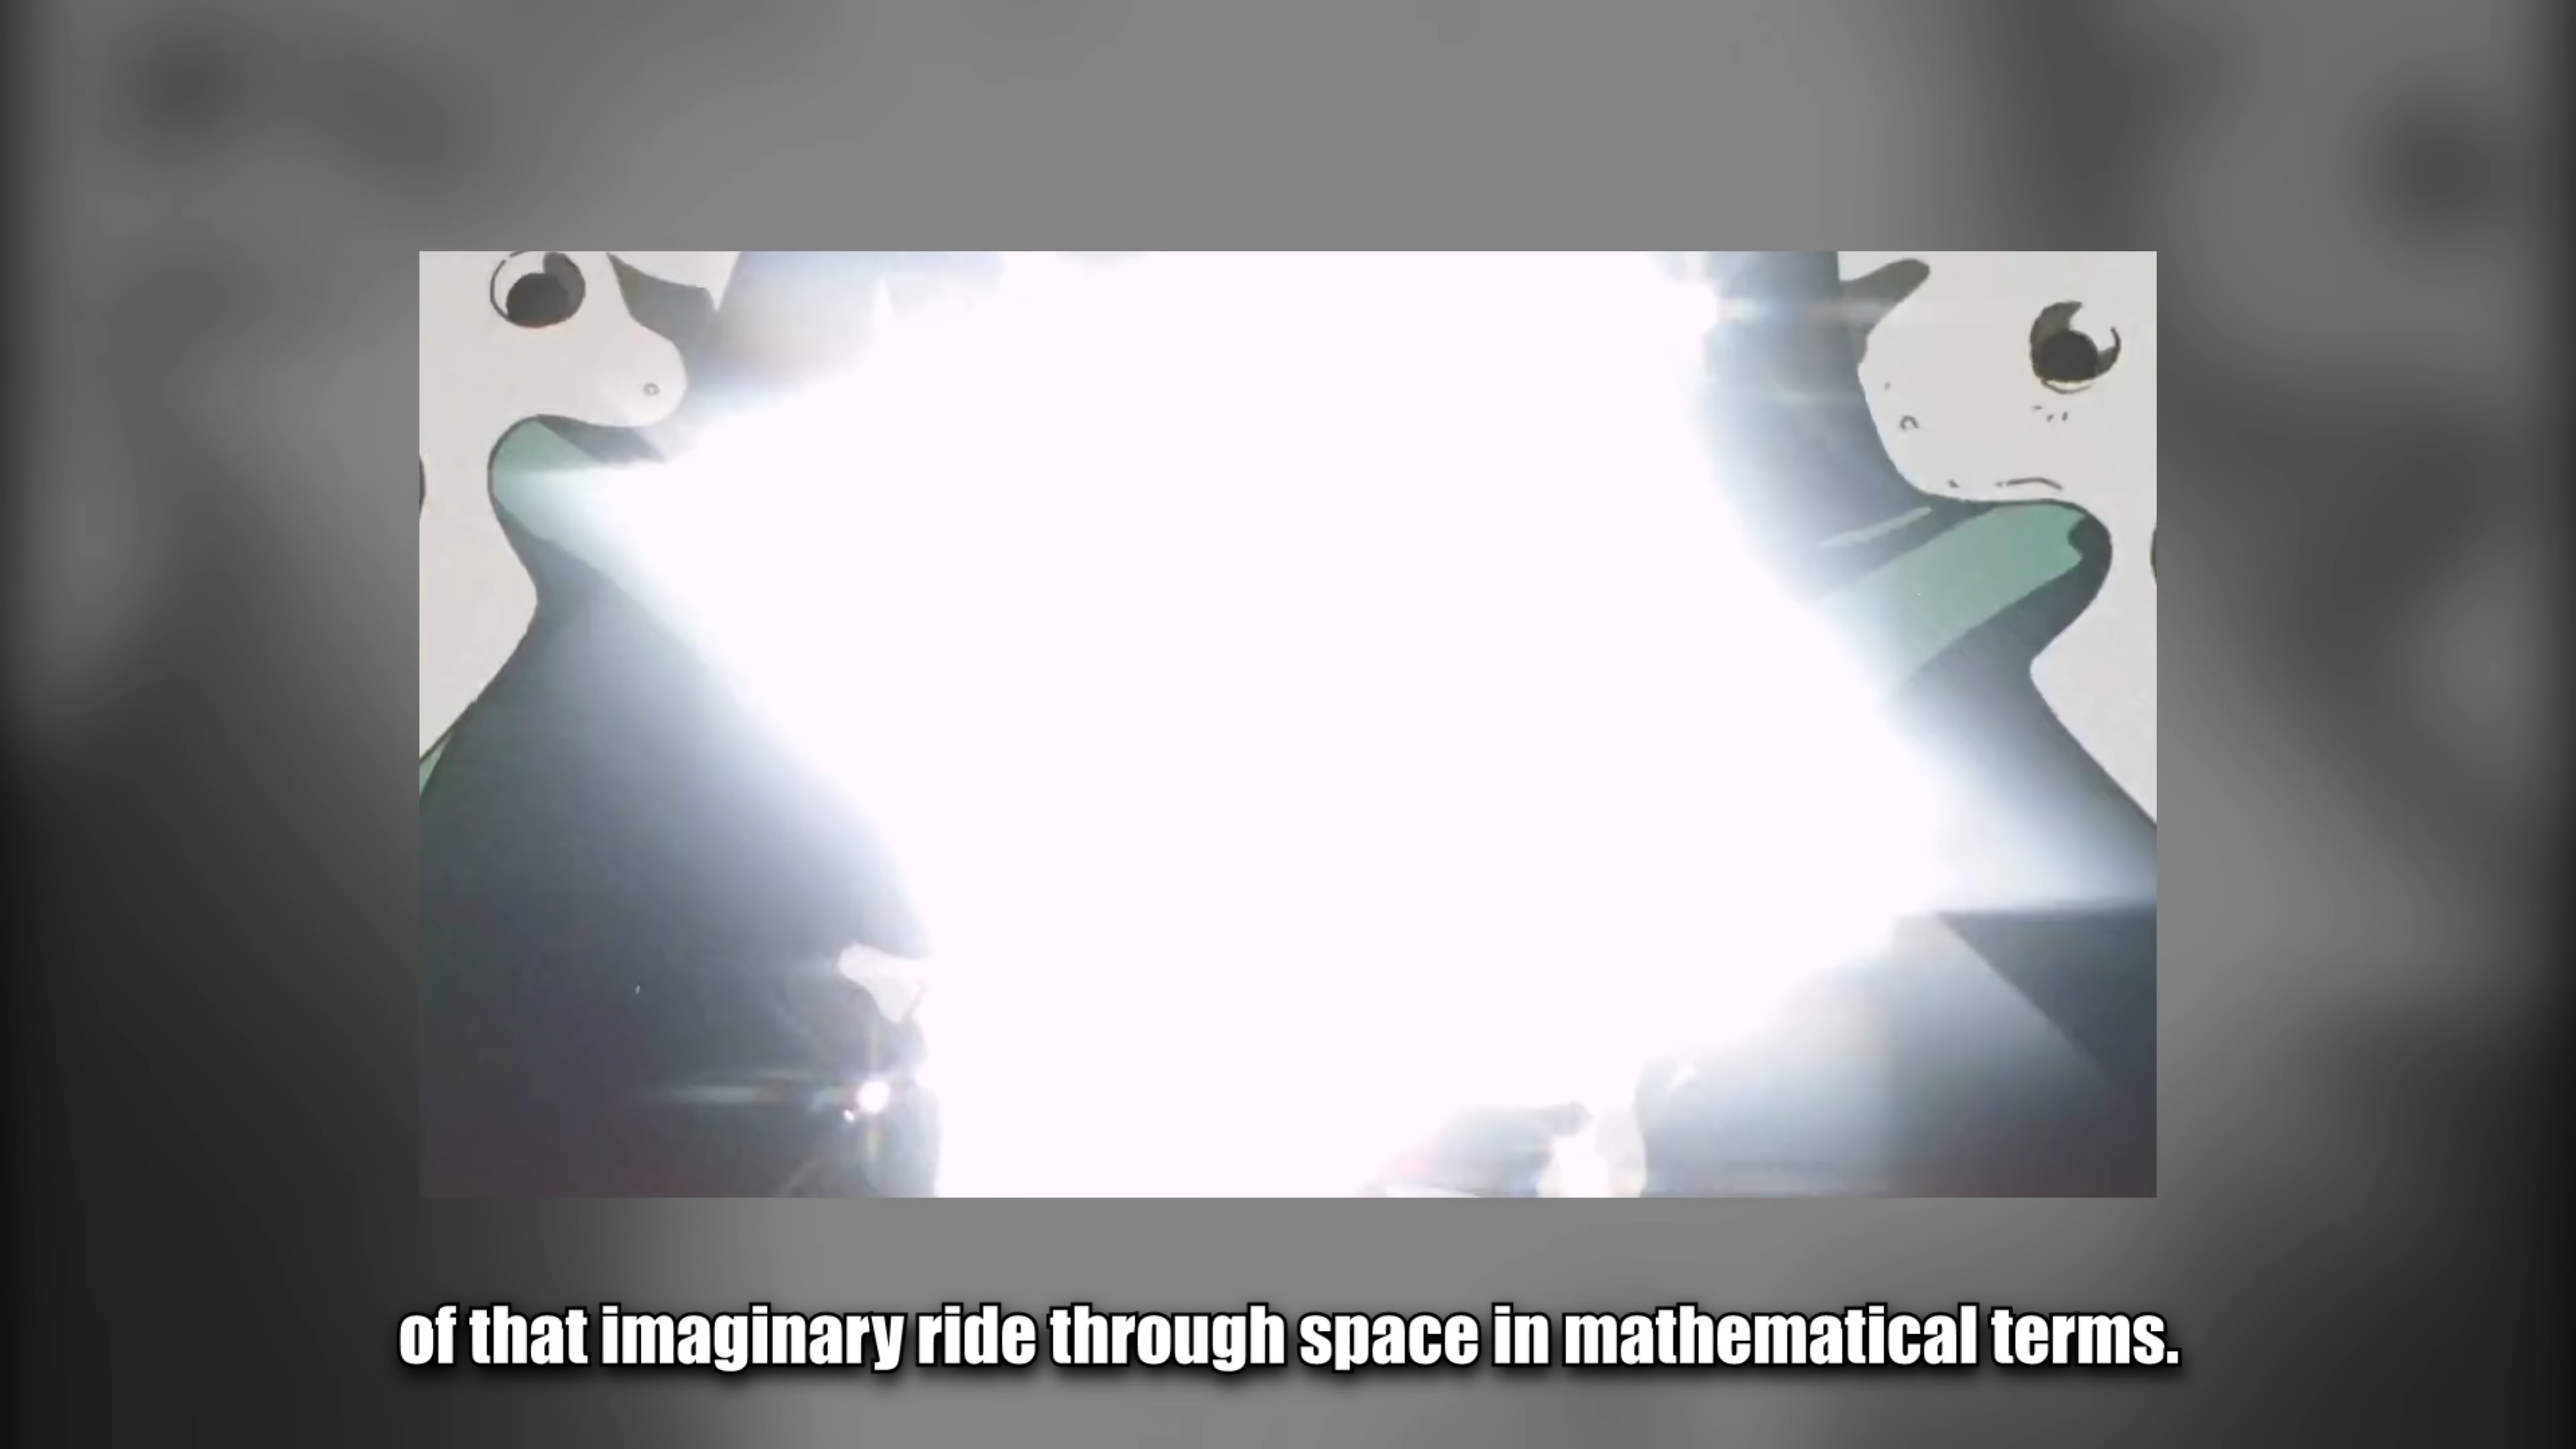 of that imaginary ride through space in mathematical terms.